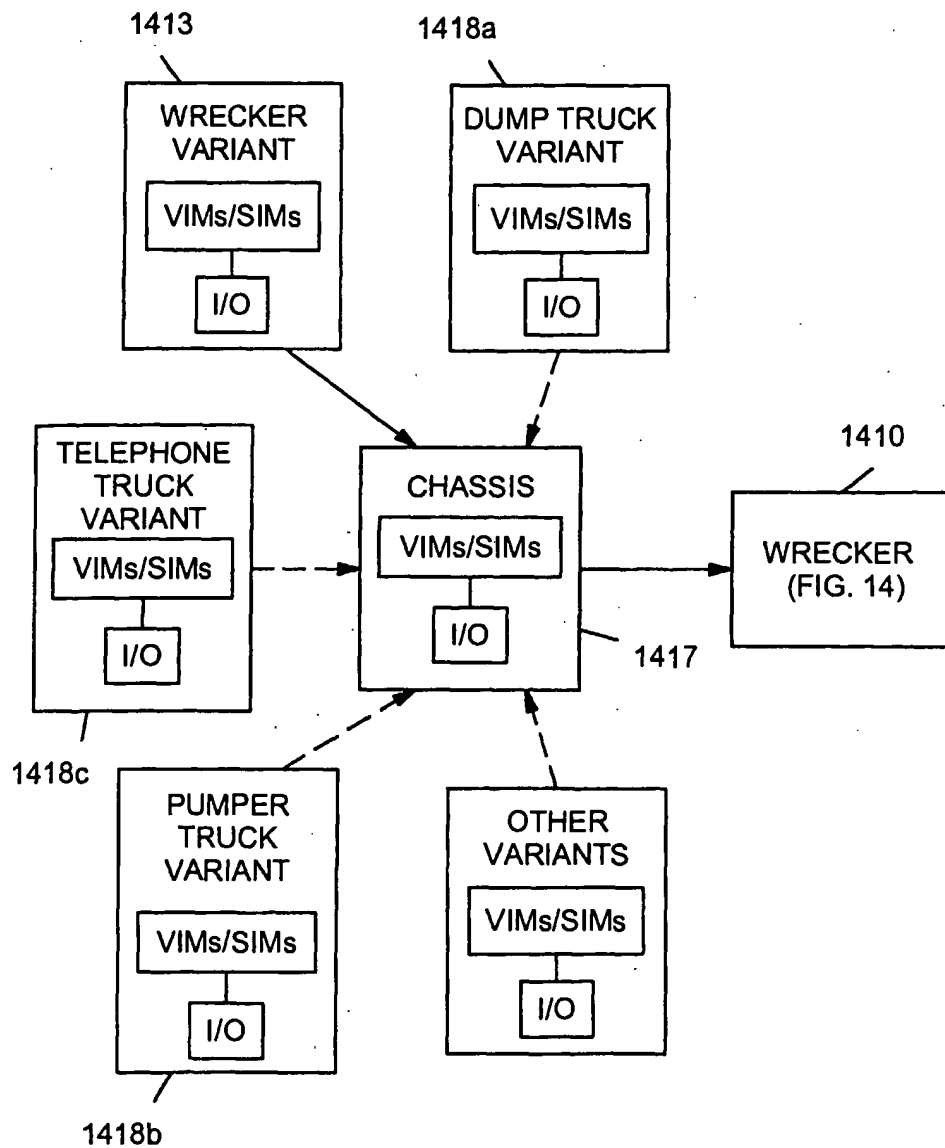 1413
WRECKER
VARIANT
VIMs/SIMs
I/O
1418a
DUMP TRUCK
VARIANT
VIMs/SIMs
I/O
TELEPHONE
TRUCK
VARIANT
VIMs/SIMs
I/O
1418c
CHASSIS
VIMs/SIMs
I/O
1417
1410
WRECKER
(FIG. 14)
PUMPER
TRUCK
VARIANT
VIMs/SIMs
I/O
1418b
OTHER
VARIANTS
VIMs/SIMs
I/O